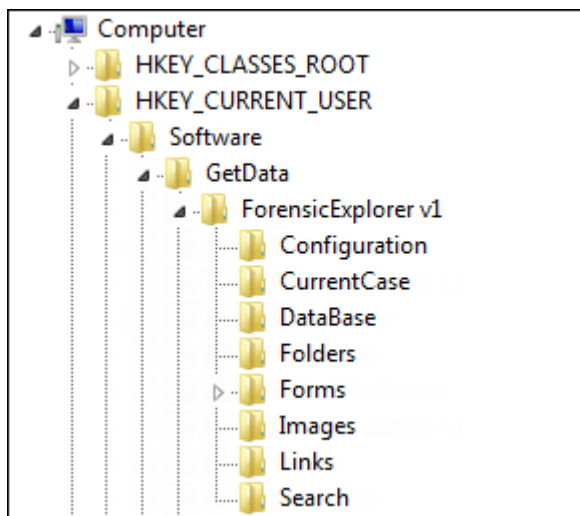 Computer
HKEY_CLASSES_ROOT
HKEY_CURRENT_USER
Software
GetData
ForensicExplorer v1
Configuration
CurrentCase
DataBase
Folders
Forms
Images
Links
Search